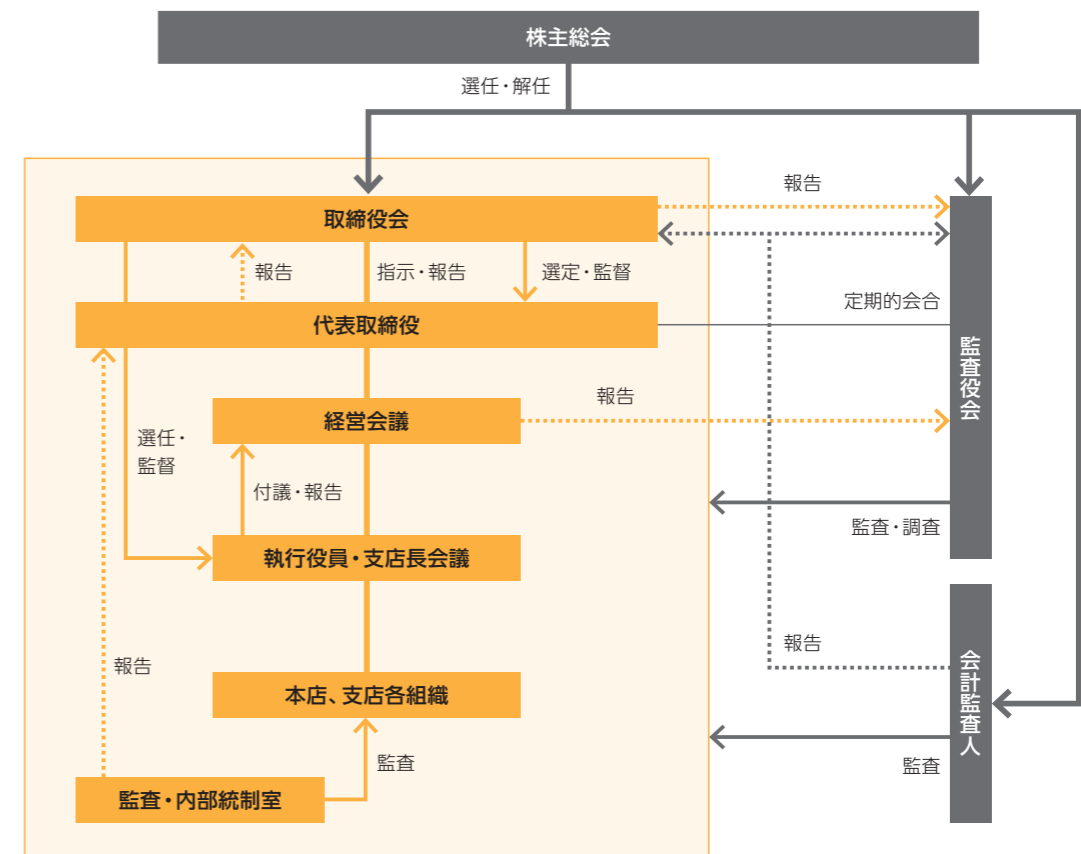 株主総会
選任・解任
報告
取締役会
報告
指示・報告
選定・監督
定期的会合
代表取締役
監査役会
報告
経営会議
選任・
監督
付議・報告
監査・調査
執行役員・支店長会議
報告
報告
会計監査人
本店、支店各組織
監査
監査
監査・内部統制室